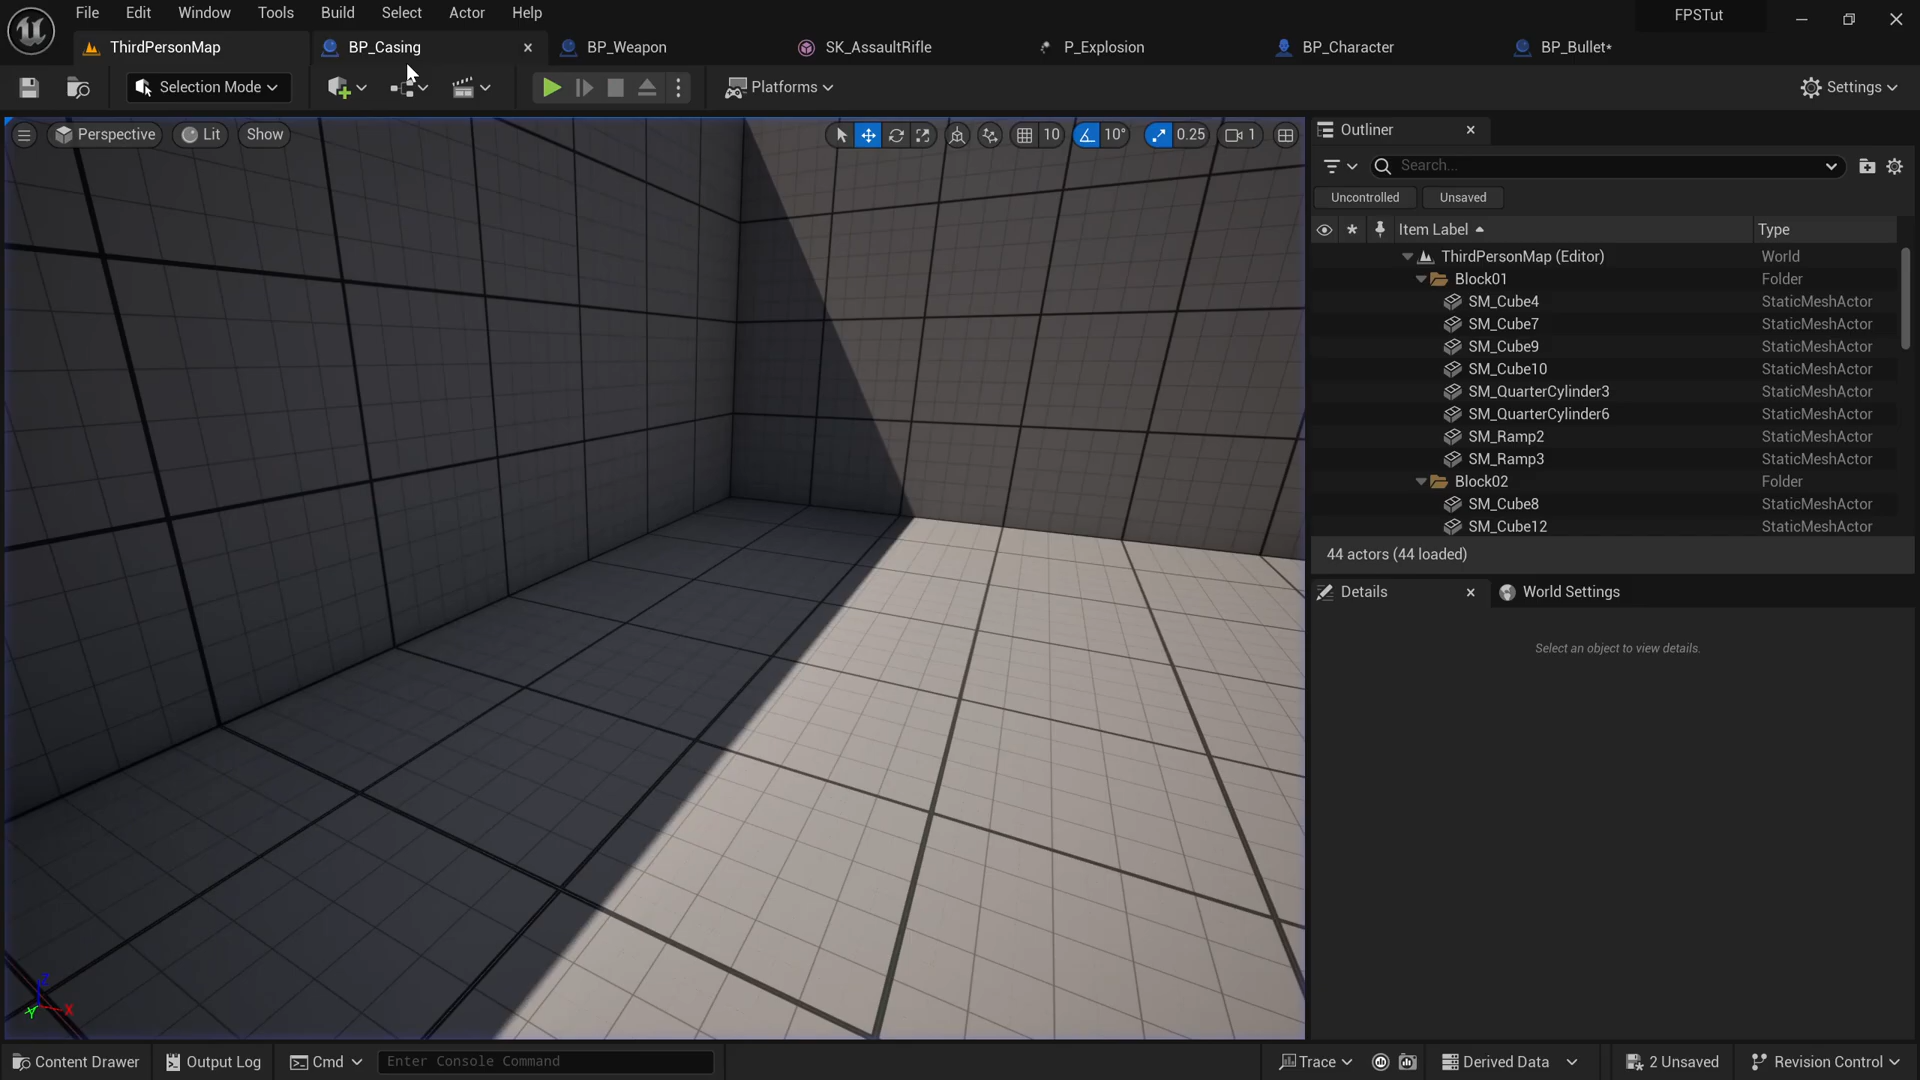 File Edit Window Tools Build Select Actor Help
FPSTut
ThirdPersonMap
BP_Casing
BP_Weapon
SK_AssaultRifle
P_Explosion
BP_Character
BP_Bullet*
Selection Mode
Platforms
Settings
Perspective
Lit
Show
10
10°
0.25
1
Outliner
Search...
Uncontrolled
Unsaved
Item Label
Type
ThirdPersonMap (Editor) World
Block01 Folder
SM_Cube4 StaticMeshActor
SM_Cube7 StaticMeshActor
SM_Cube9 StaticMeshActor
SM_Cube10 StaticMeshActor
SM_QuarterCylinder3 StaticMeshActor
SM_QuarterCylinder6 StaticMeshActor
SM_Ramp2 StaticMeshActor
SM_Ramp3 StaticMeshActor
Block02 Folder
SM_Cube8 StaticMeshActor
SM_Cube12 StaticMeshActor
44 actors (44 loaded)
Details
World Settings
Select an object to view details.
Z
X
Y
Content Drawer
Output Log
Cmd
Enter Console Command
Trace
Derived Data
2 Unsaved
Revision Control